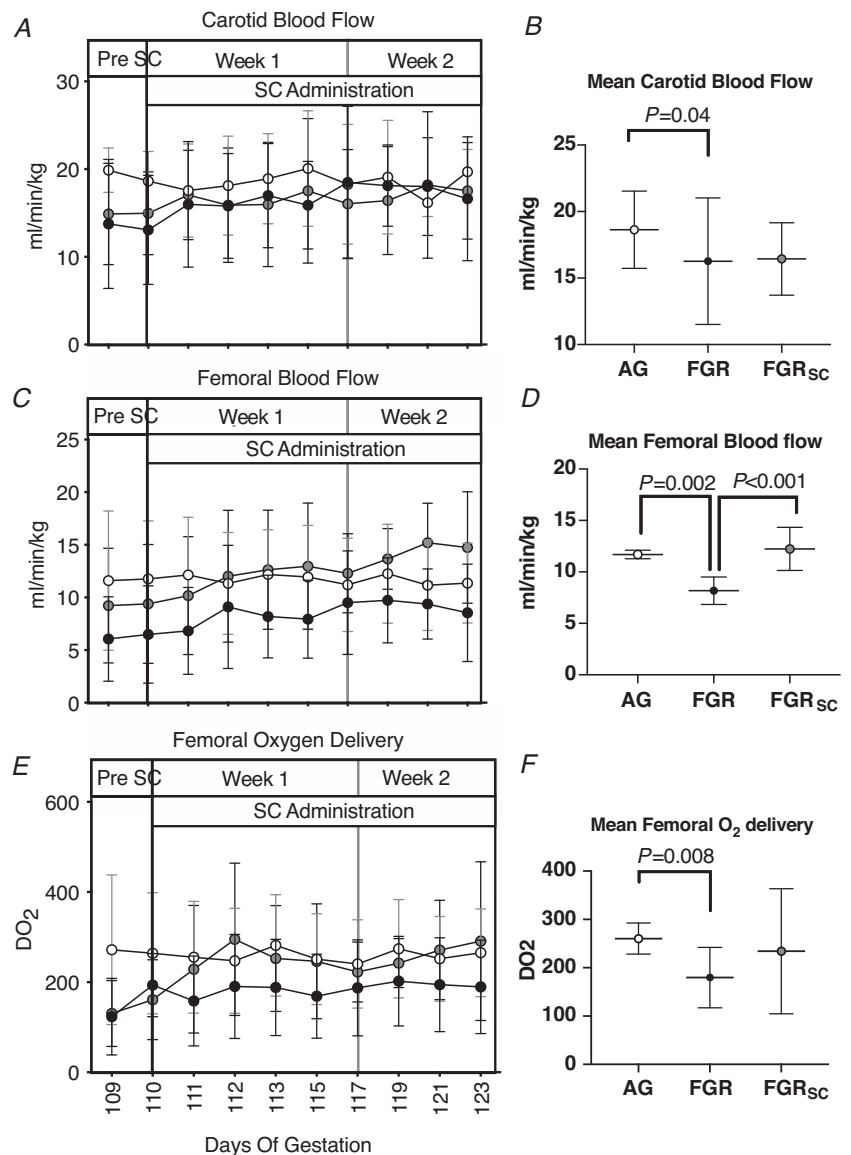 A
Carotid Blood Flow
Pre SC
Week 1
Week 2
SC Administration
30
20
10
0
ml/min/kg
B
Mean Carotid Blood Flow
P=0.04
25
20
15
10
ml/min/kg
AG
FGR
FGRSC
C
Femoral Blood Flow
Pre SC
Week 1
Week 2
SC Administration
25
20
15
10
5
0
ml/min/kg
D
Mean Femoral Blood flow
P=0.002
P<0.001
20
15
10
5
0
ml/min/kg
AG
FGR
FGRSC
E
Femoral Oxygen Delivery
Pre SC
Week 1
Week 2
SC Administration
600
400
200
0
DO2
109
110
111
112
113
115
117
119
121
123
Days Of Gestation
F
Mean Femoral O2 delivery
P=0.008
400
300
200
100
0
DO2
AG
FGR
FGRSC